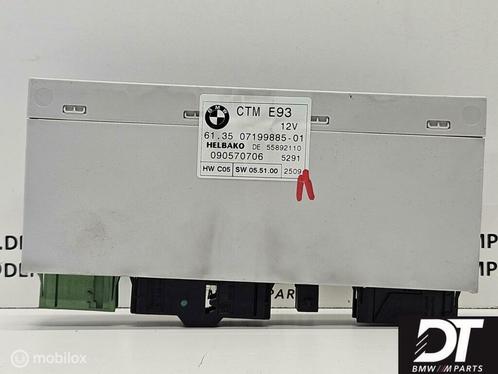 BMW
CTM E93
12V
61.35 07199885-01
HELBAKO DE 55892110
090570706 5291
HW C05 SW 05.51.00 2509
DT
BMW///M PARTS
mobilox